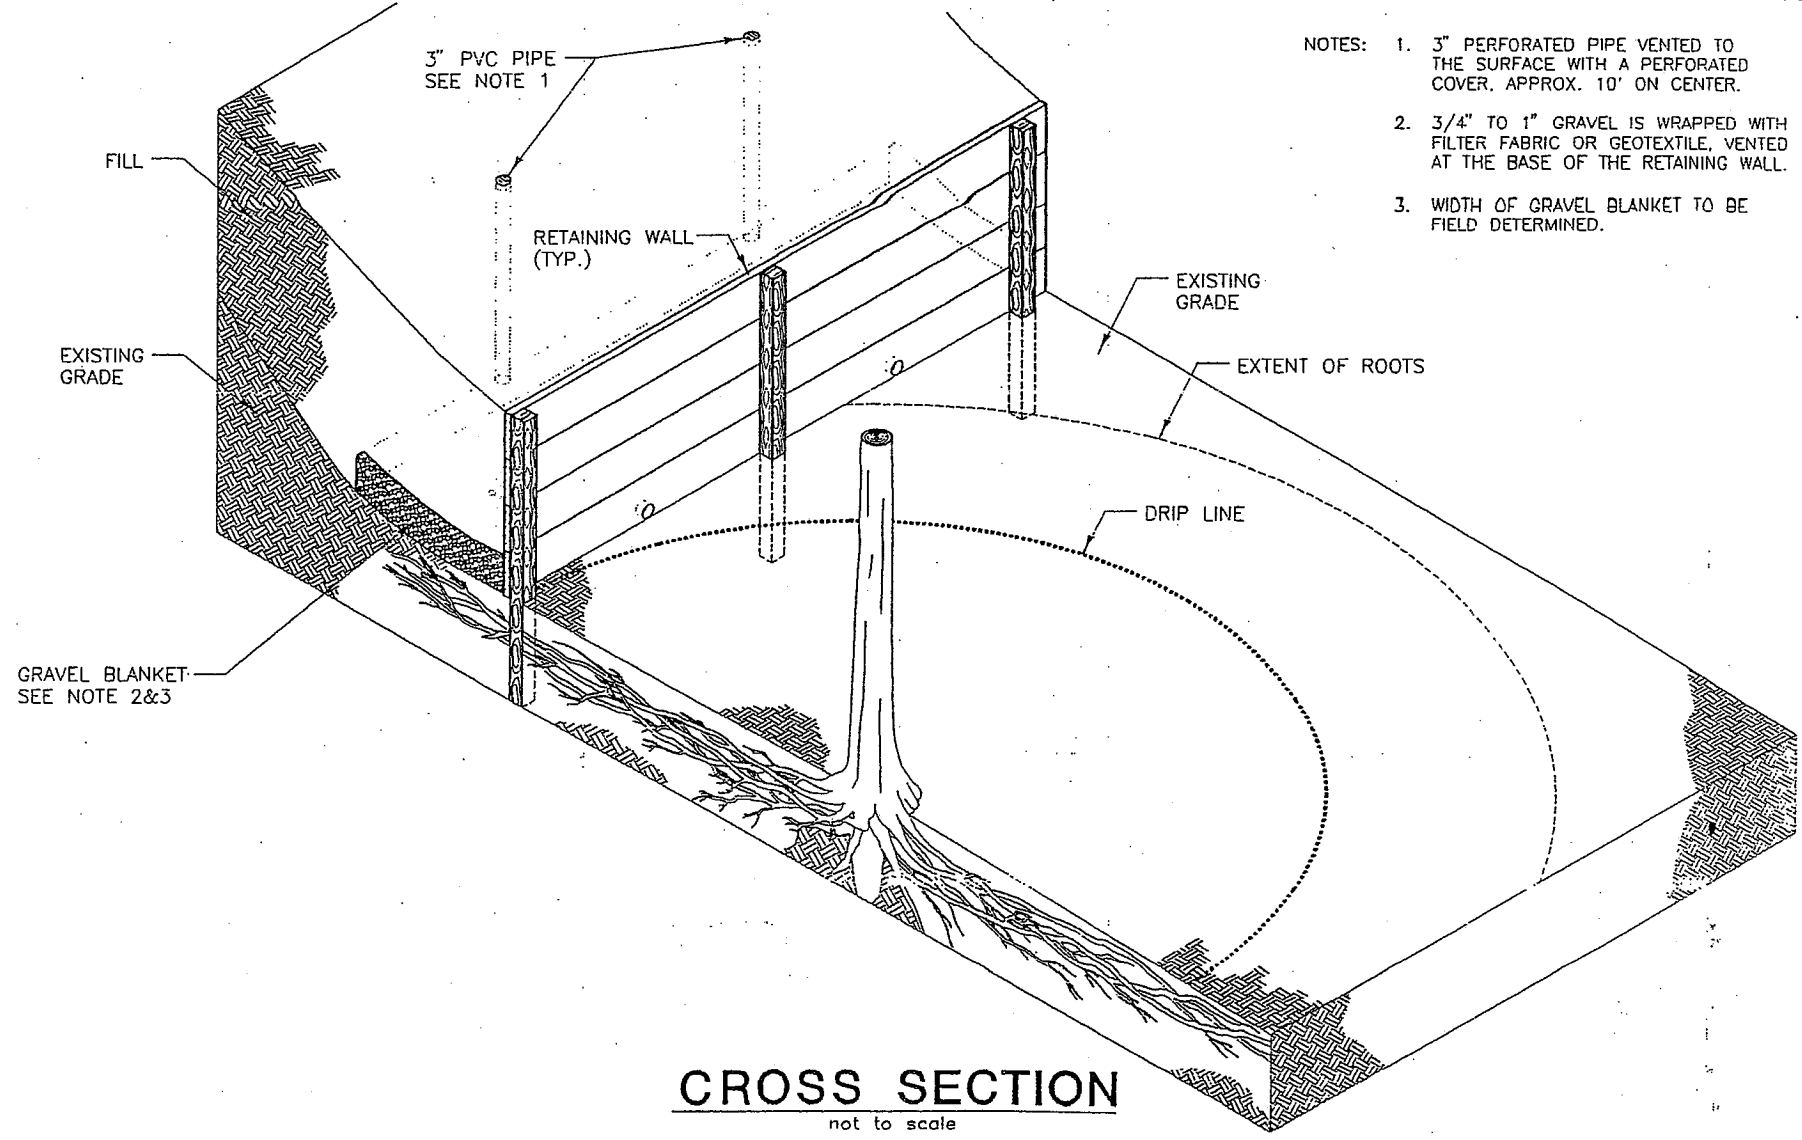 3" PVC PIPE
SEE NOTE 1
NOTES: 1. 3" PERFORATED PIPE VENTED TO
THE SURFACE WITH A PERFORATED
COVER, APPROX. 10' ON CENTER.
2. 3/4" TO 1" GRAVEL IS WRAPPED WITH
FILTER FABRIC OR GEOTEXTILE, VENTED
AT THE BASE OF THE RETAINING WALL.
3. WIDTH OF GRAVEL BLANKET TO BE
FIELD DETERMINED.
FILL
RETAINING WALL
(TYP.)
EXISTING
GRADE
EXISTING
GRADE
EXTENT OF ROOTS
DRIP LINE
GRAVEL BLANKET
SEE NOTE 2&3
CROSS SECTION
not to scale